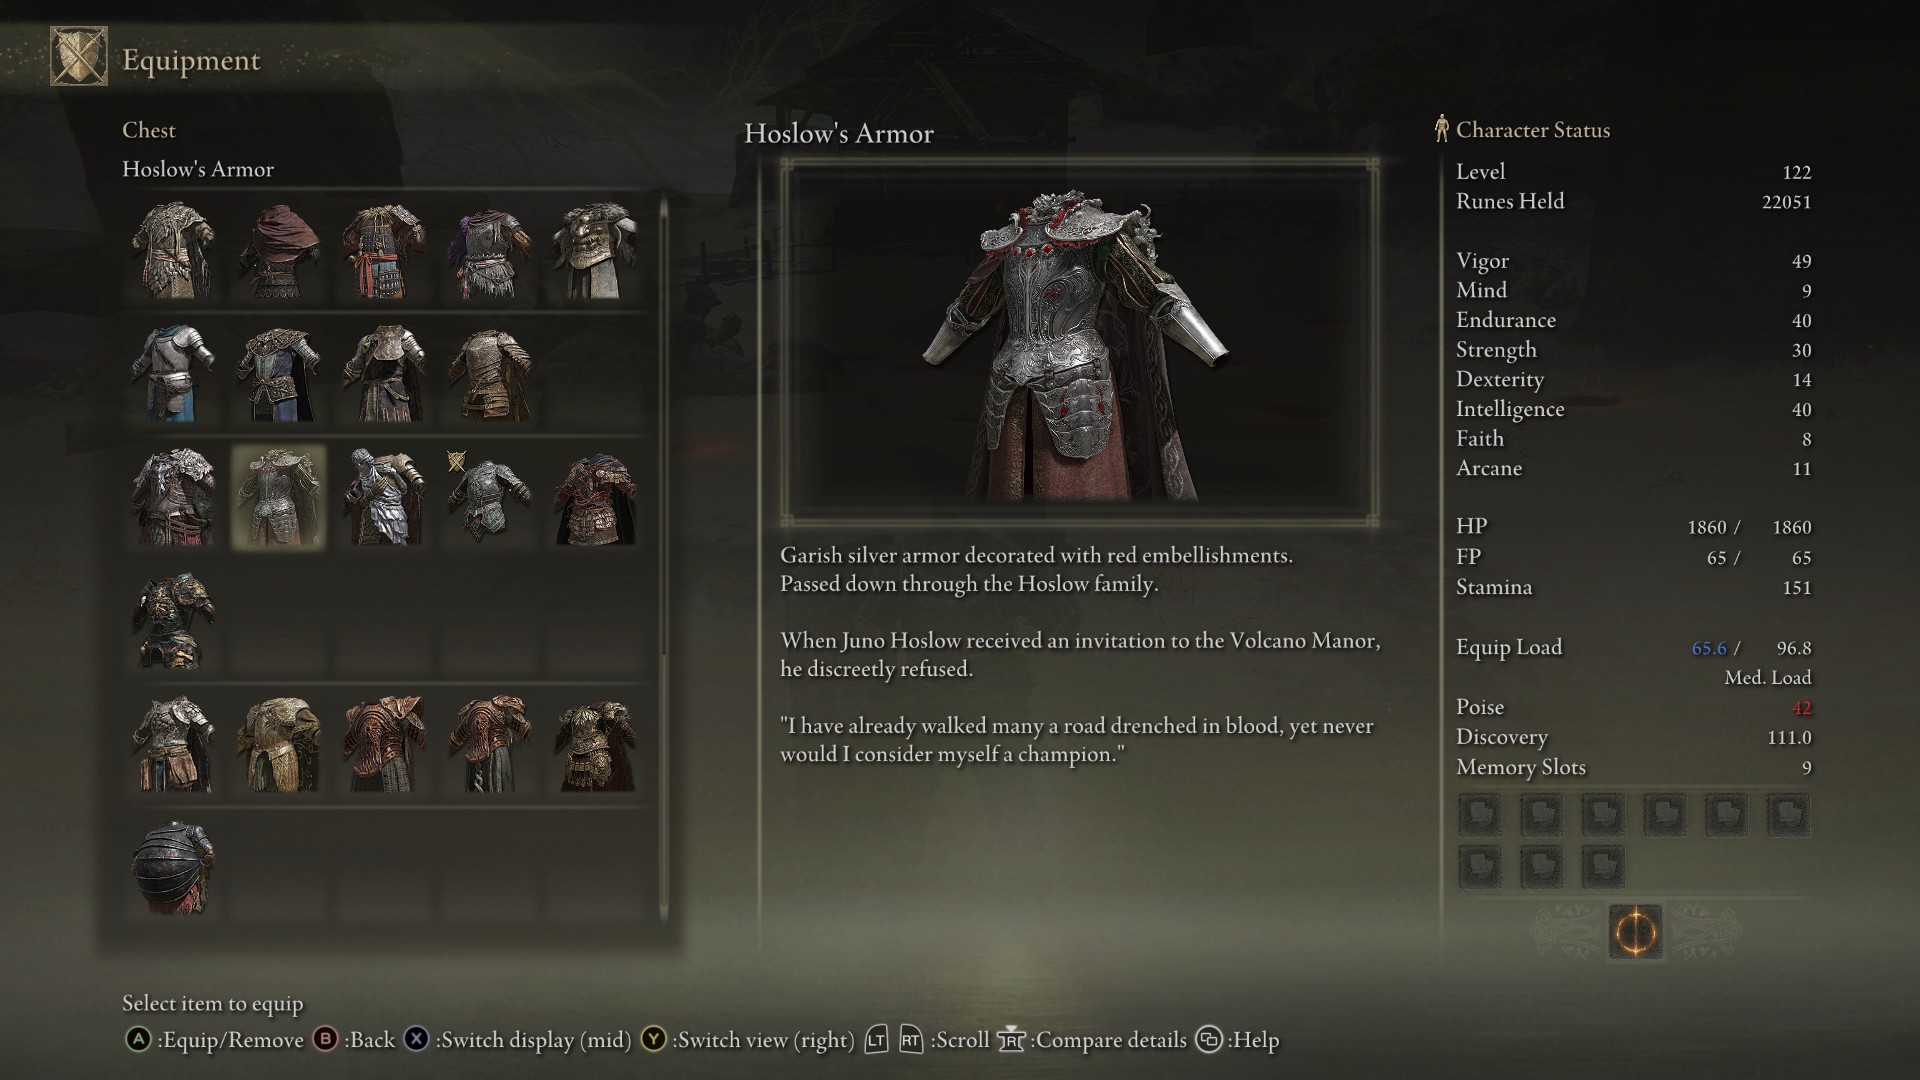 Equipment
Chest
Hoslow's Armor
Hoslow's Armor
Garish silver armor decorated with red embellishments.
Passed down through the Hoslow family.
When Juno Hoslow received an invitation to the Volcano Manor,
he discreetly refused.
"I have already walked many a road drenched in blood, yet never
would I consider myself a champion."
Character Status
Level 122
Runes Held 22051
Vigor 49
Mind 9
Endurance 40
Strength 30
Dexterity 14
Intelligence 40
Faith 8
Arcane 11
HP 1860 / 1860
FP 65 / 65
Stamina 151
Equip Load 65.6 / 96.8
Med. Load
Poise 42
Discovery 111.0
Memory Slots 9
Select item to equip
A :Equip/Remove B :Back X :Switch display (mid) Y :Switch view (right) LT RT :Scroll R :Compare details :Help